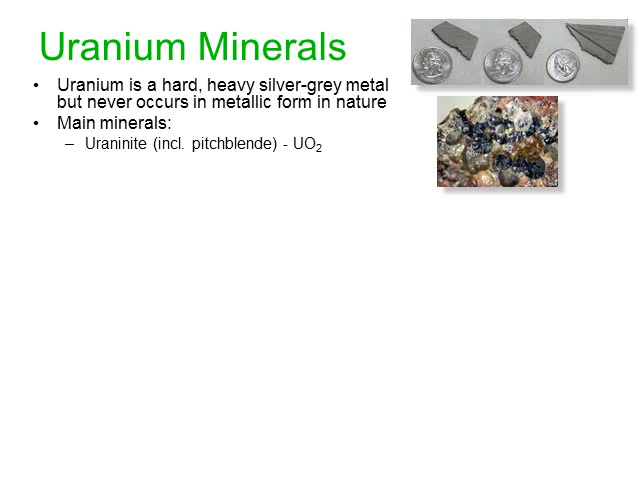 Uranium Minerals
• Uranium is a hard, heavy silver-grey metal
but never occurs in metallic form in nature
• Main minerals:
– Uraninite (incl. pitchblende) - UO₂